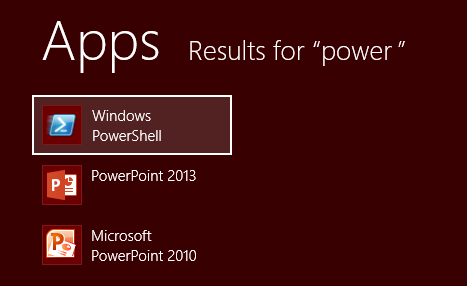 Apps Results for “power ”
Windows
PowerShell
PowerPoint 2013
Microsoft
PowerPoint 2010